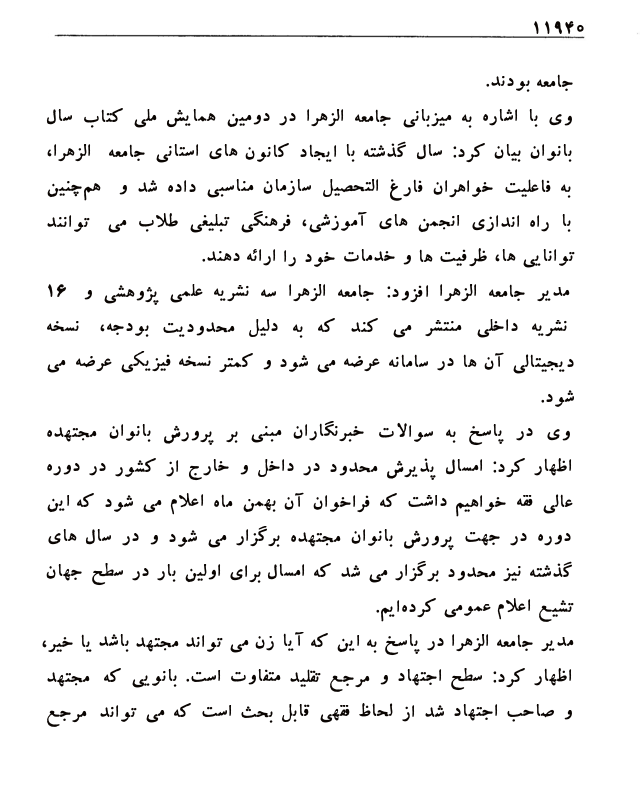 ۱۱۹۴۰
جامعه بودند.
وی با اشاره به میزبانی جامعه الزهرا در دومین همایش ملی کتاب سال
بانوان بیان کرد: سال گذشته با ایجاد کانون های استانی جامعه الزهرا،
به فاعلیت خواهران فارغ التحصیل سازمان مناسبی داده شد و هم‌چنین
با راه اندازی انجمن های آموزشی، فرهنگی تبلیغی طلاب می توانند
توانایی ها، ظرفیت ها و خدمات خود را ارائه دهند.
مدیر جامعه الزهرا افزود: جامعه الزهرا سه نشریه علمی پژوهشی و ۱۶
نشریه داخلی منتشر می کند که به دلیل محدودیت بودجه، نسخه
دیجیتالی آن ها در سامانه عرضه می شود و کمتر نسخه فیزیکی عرضه می
شود.
وی در پاسخ به سوالات خبرنگاران مبنی بر پرورش بانوان مجتهده
اظهار کرد: امسال پذیرش محدود در داخل و خارج از کشور در دوره
عالی فقه خواهیم داشت که فراخوان آن بهمن ماه اعلام می شود که این
دوره در جهت پرورش بانوان مجتهده برگزار می شود و در سال های
گذشته نیز محدود برگزار می شد که امسال برای اولین بار در سطح جهان
تشیع اعلام عمومی کرده‌ایم.
مدیر جامعه الزهرا در پاسخ به این که آیا زن می تواند مجتهد باشد یا خیر،
اظهار کرد: سطح اجتهاد و مرجع تقلید متفاوت است. بانویی که مجتهد
و صاحب اجتهاد شد از لحاظ فقهی قابل بحث است که می تواند مرجع